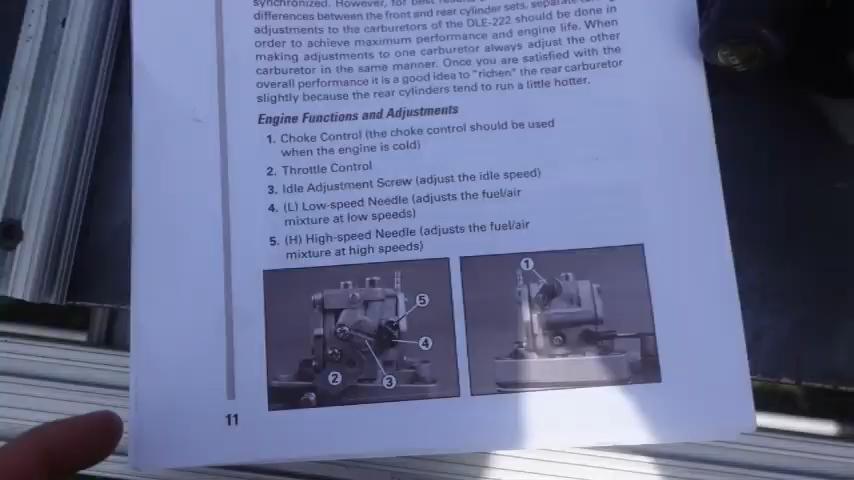 synchronized. However, for best
differences between the front and rear cylinder sets, separate
adjustments to the carburetors of the DLE-222 should be done in
order to achieve maximum performance and engine life. When
making adjustments to one carburetor always adjust the other
carburetor in the same manner. Once you are satisfied with the
overall performance it is a good idea to "richen" the rear carburetor
slightly because the rear cylinders tend to run a little hotter.
Engine Functions and Adjustments
1. Choke Control (the choke control should be used
when the engine is cold)
2. Throttle Control
3. Idle Adjustment Screw (adjust the idle speed)
4. (L) Low-speed Needle (adjusts the fuel/air
mixture at low speeds)
5. (H) High-speed Needle (adjusts the fuel/air
mixture at high speeds)
5
4
2
3
1
11